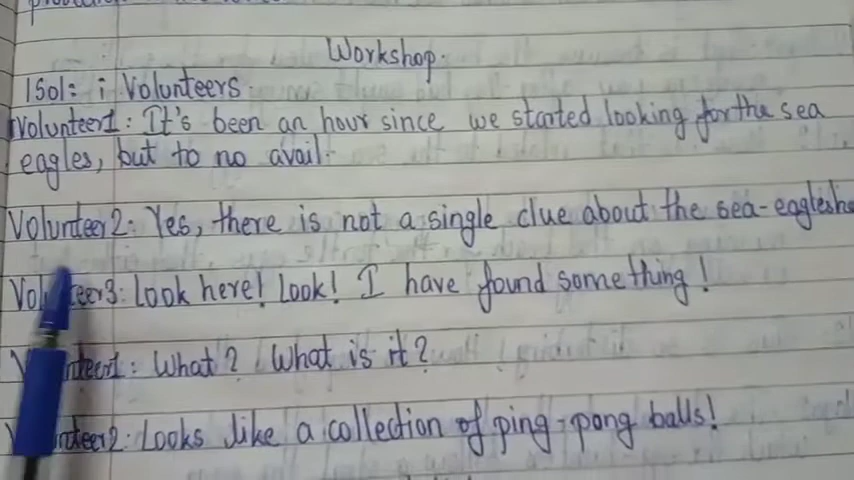 Workshop.
1Sol: i Volunteers.
Volunteer1: It's been an hour since we started looking for the sea
eagles, but to no avail.
Volunteer2: Yes, there is not a single clue about the sea-eagles
Look here! Look! I have found something!
What? What is it?
Looks like a collection of ping-pong balls!